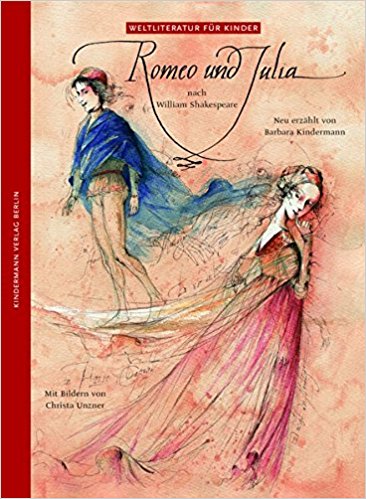 WELTLITERATUR FÜR KINDER
Romeo und Julia
nach
William Shakespeare
Neu erzählt von
Barbara Kindermann
KINDERMANN VERLAG BERLIN
Mit Bildern von
Christa Unzner